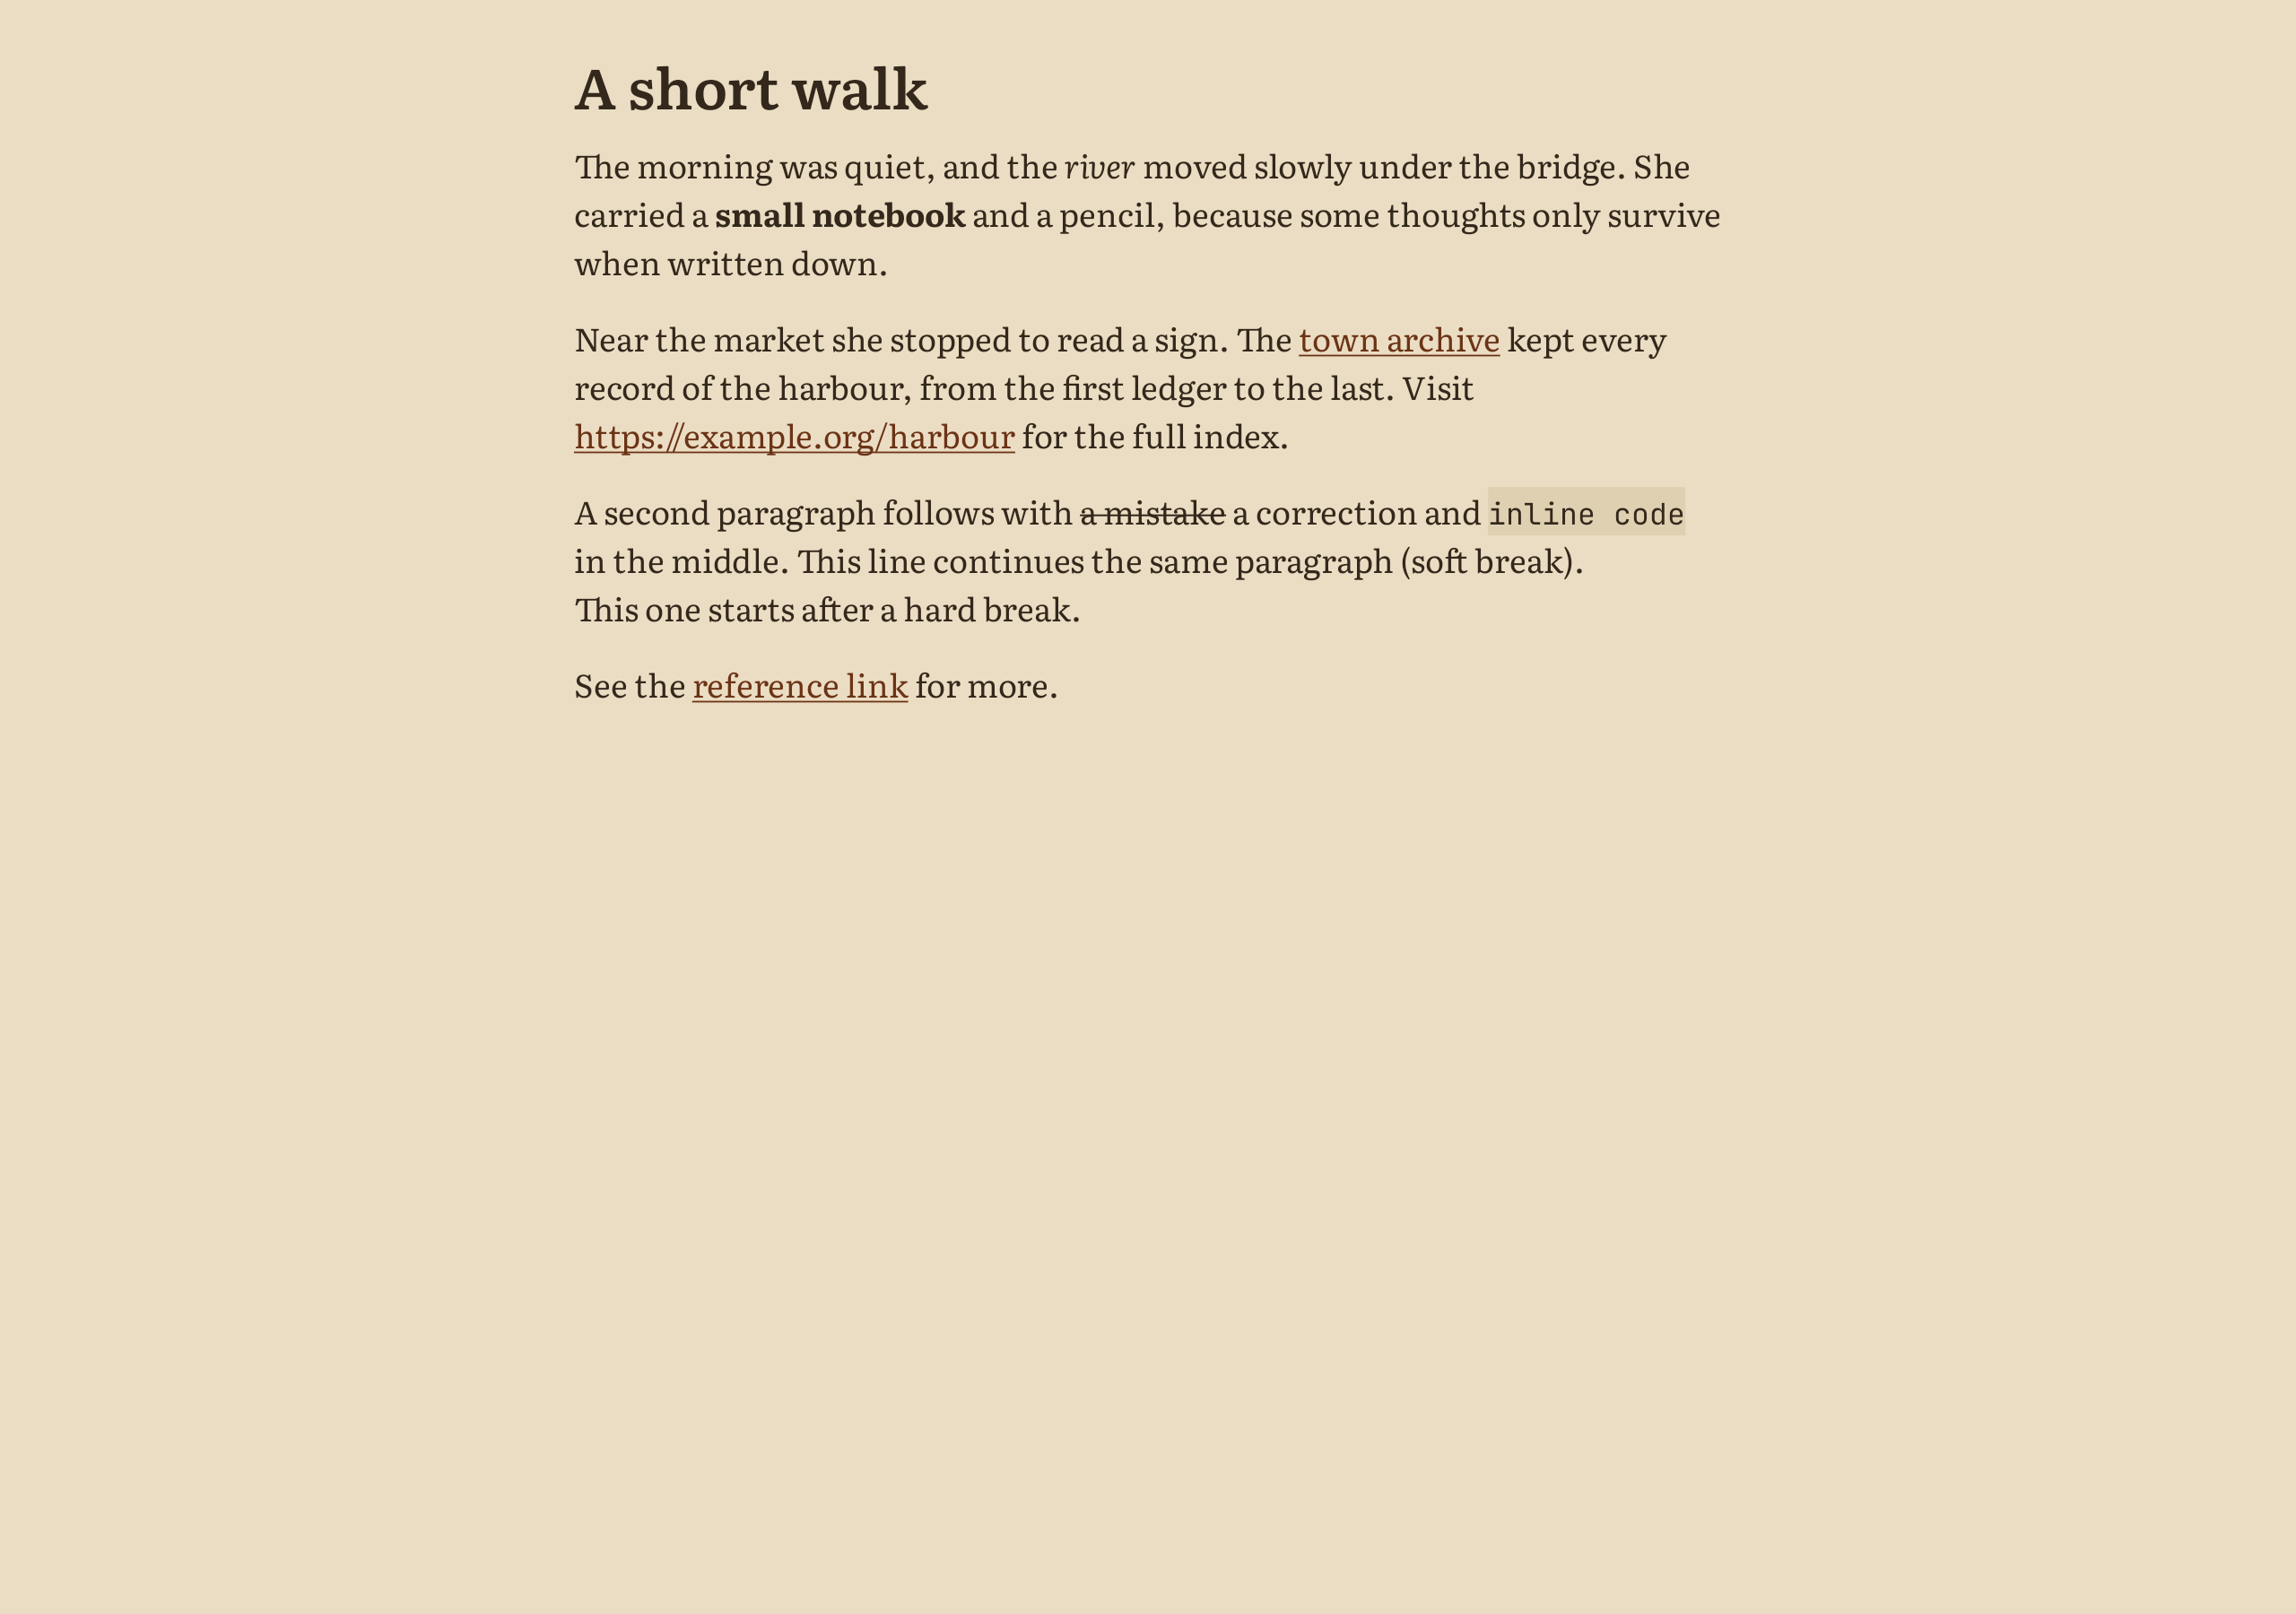 A short walk
The morning was quiet, and the river moved slowly under the bridge. She
carried a small notebook and a pencil, because some thoughts only survive
when written down.
Near the market she stopped to read a sign. The town archive kept every
record of the harbour, from the first ledger to the last. Visit
https://example.org/harbour for the full index.
A second paragraph follows with a mistake a correction and inline code
in the middle. This line continues the same paragraph (soft break).
This one starts after a hard break.
See the reference link for more.